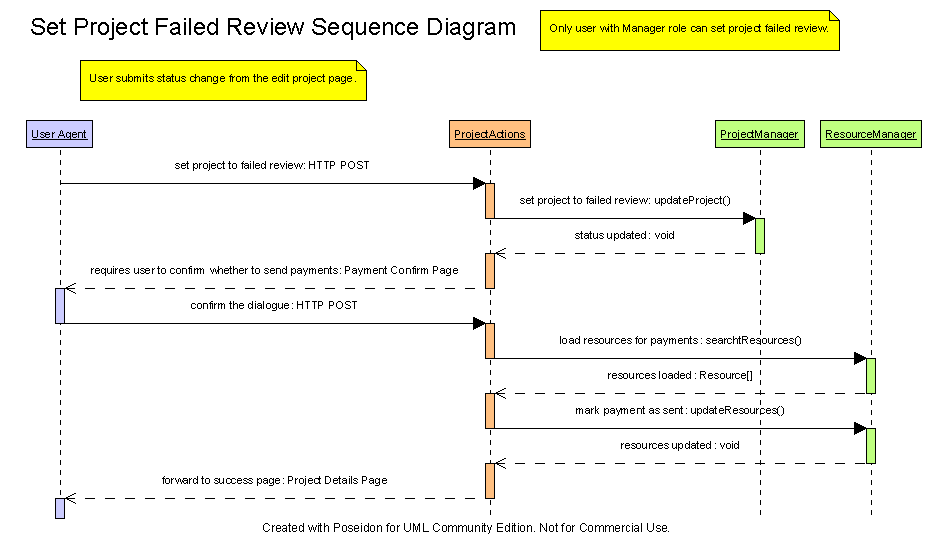 Set Project Failed Review Sequence Diagram
Only user with Manager role can set project failed review.
User submits status change from the edit project page.
User Agent
ProjectActions
ProjectManager
ResourceManager
set project to failed review: HTTP POST
set project to failed review: updateProject()
status updated : void
requires user to confirm whether to send payments: Payment Confirm Page
confirm the dialogue: HTTP POST
load resources for payments : searchtResources()
resources loaded : Resource[]
mark payment as sent : updateResources()
resources updated : void
forward to success page: Project Details Page
Created with Poseidon for UML Community Edition. Not for Commercial Use.